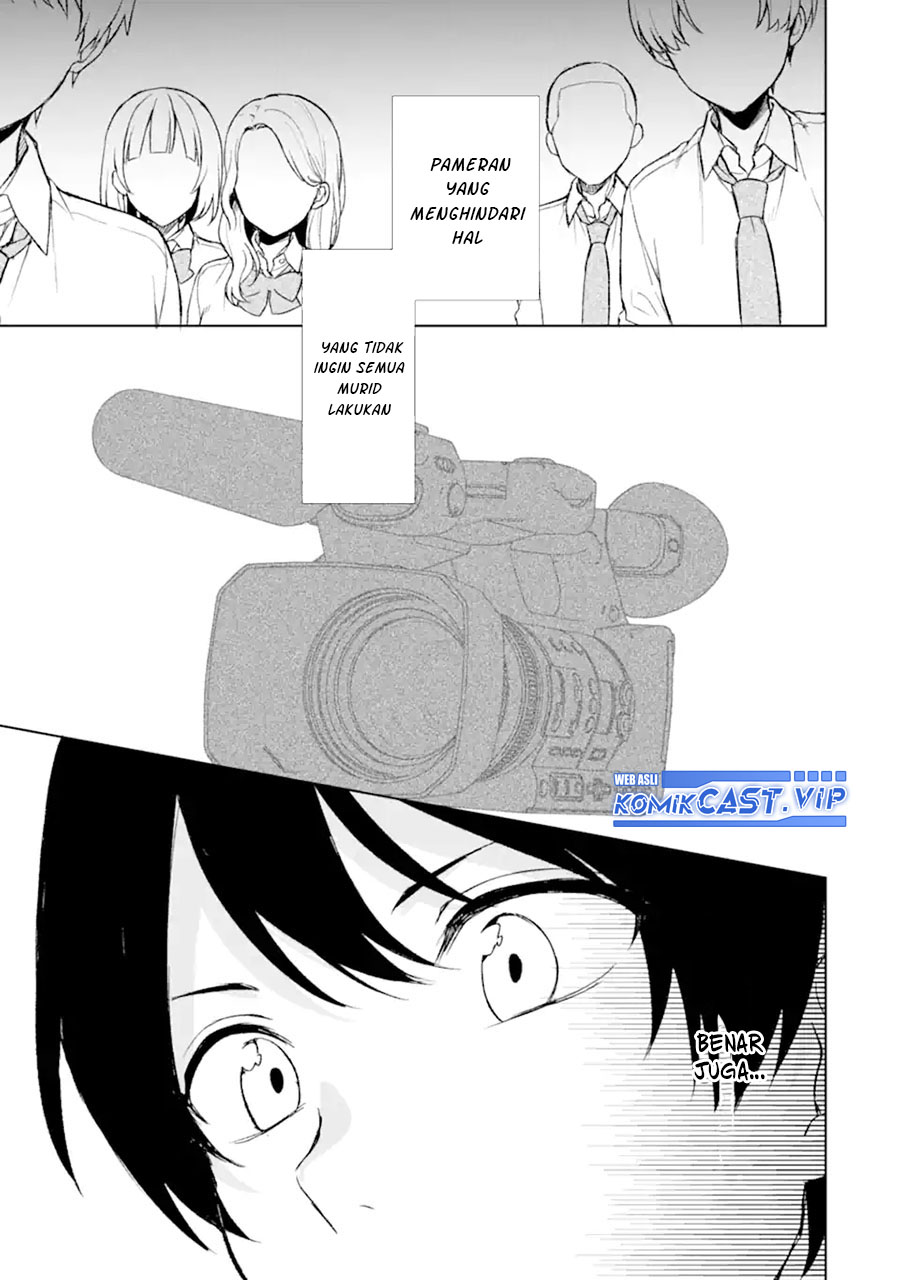 PAMERAN
YANG
MENGHINDARI
HAL
YANG TIDAK
INGIN SEMUA
MURID
LAKUKAN
WEB ASLI
KOMIKCAST.VIP
BENAR
JUGA...